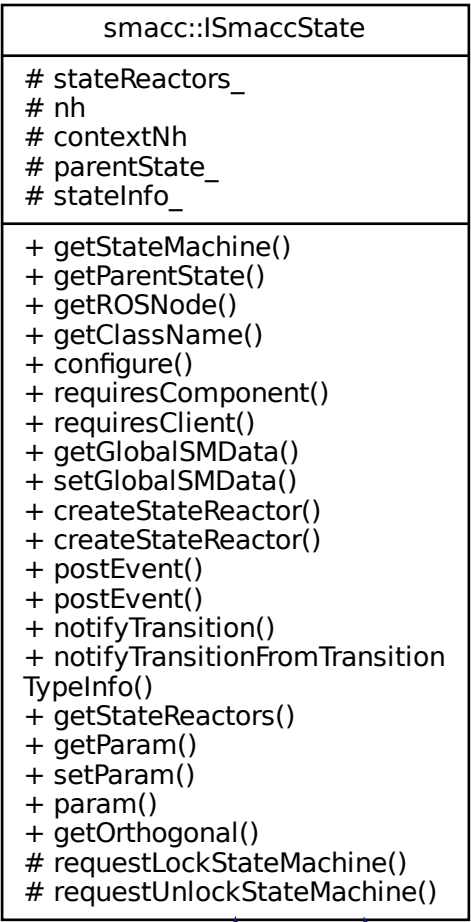 smacc::ISmaccState
# stateReactors_
# nh
# contextNh
# parentState_
# stateInfo_
+ getStateMachine()
+ getParentState()
+ getROSNode()
+ getClassName()
+ configure()
+ requiresComponent()
+ requiresClient()
+ getGlobalSMData()
+ setGlobalSMData()
+ createStateReactor()
+ createStateReactor()
+ postEvent()
+ postEvent()
+ notifyTransition()
+ notifyTransitionFromTransition
TypeInfo()
+ getStateReactors()
+ getParam()
+ setParam()
+ param()
+ getOrthogonal()
# requestLockStateMachine()
# requestUnlockStateMachine()